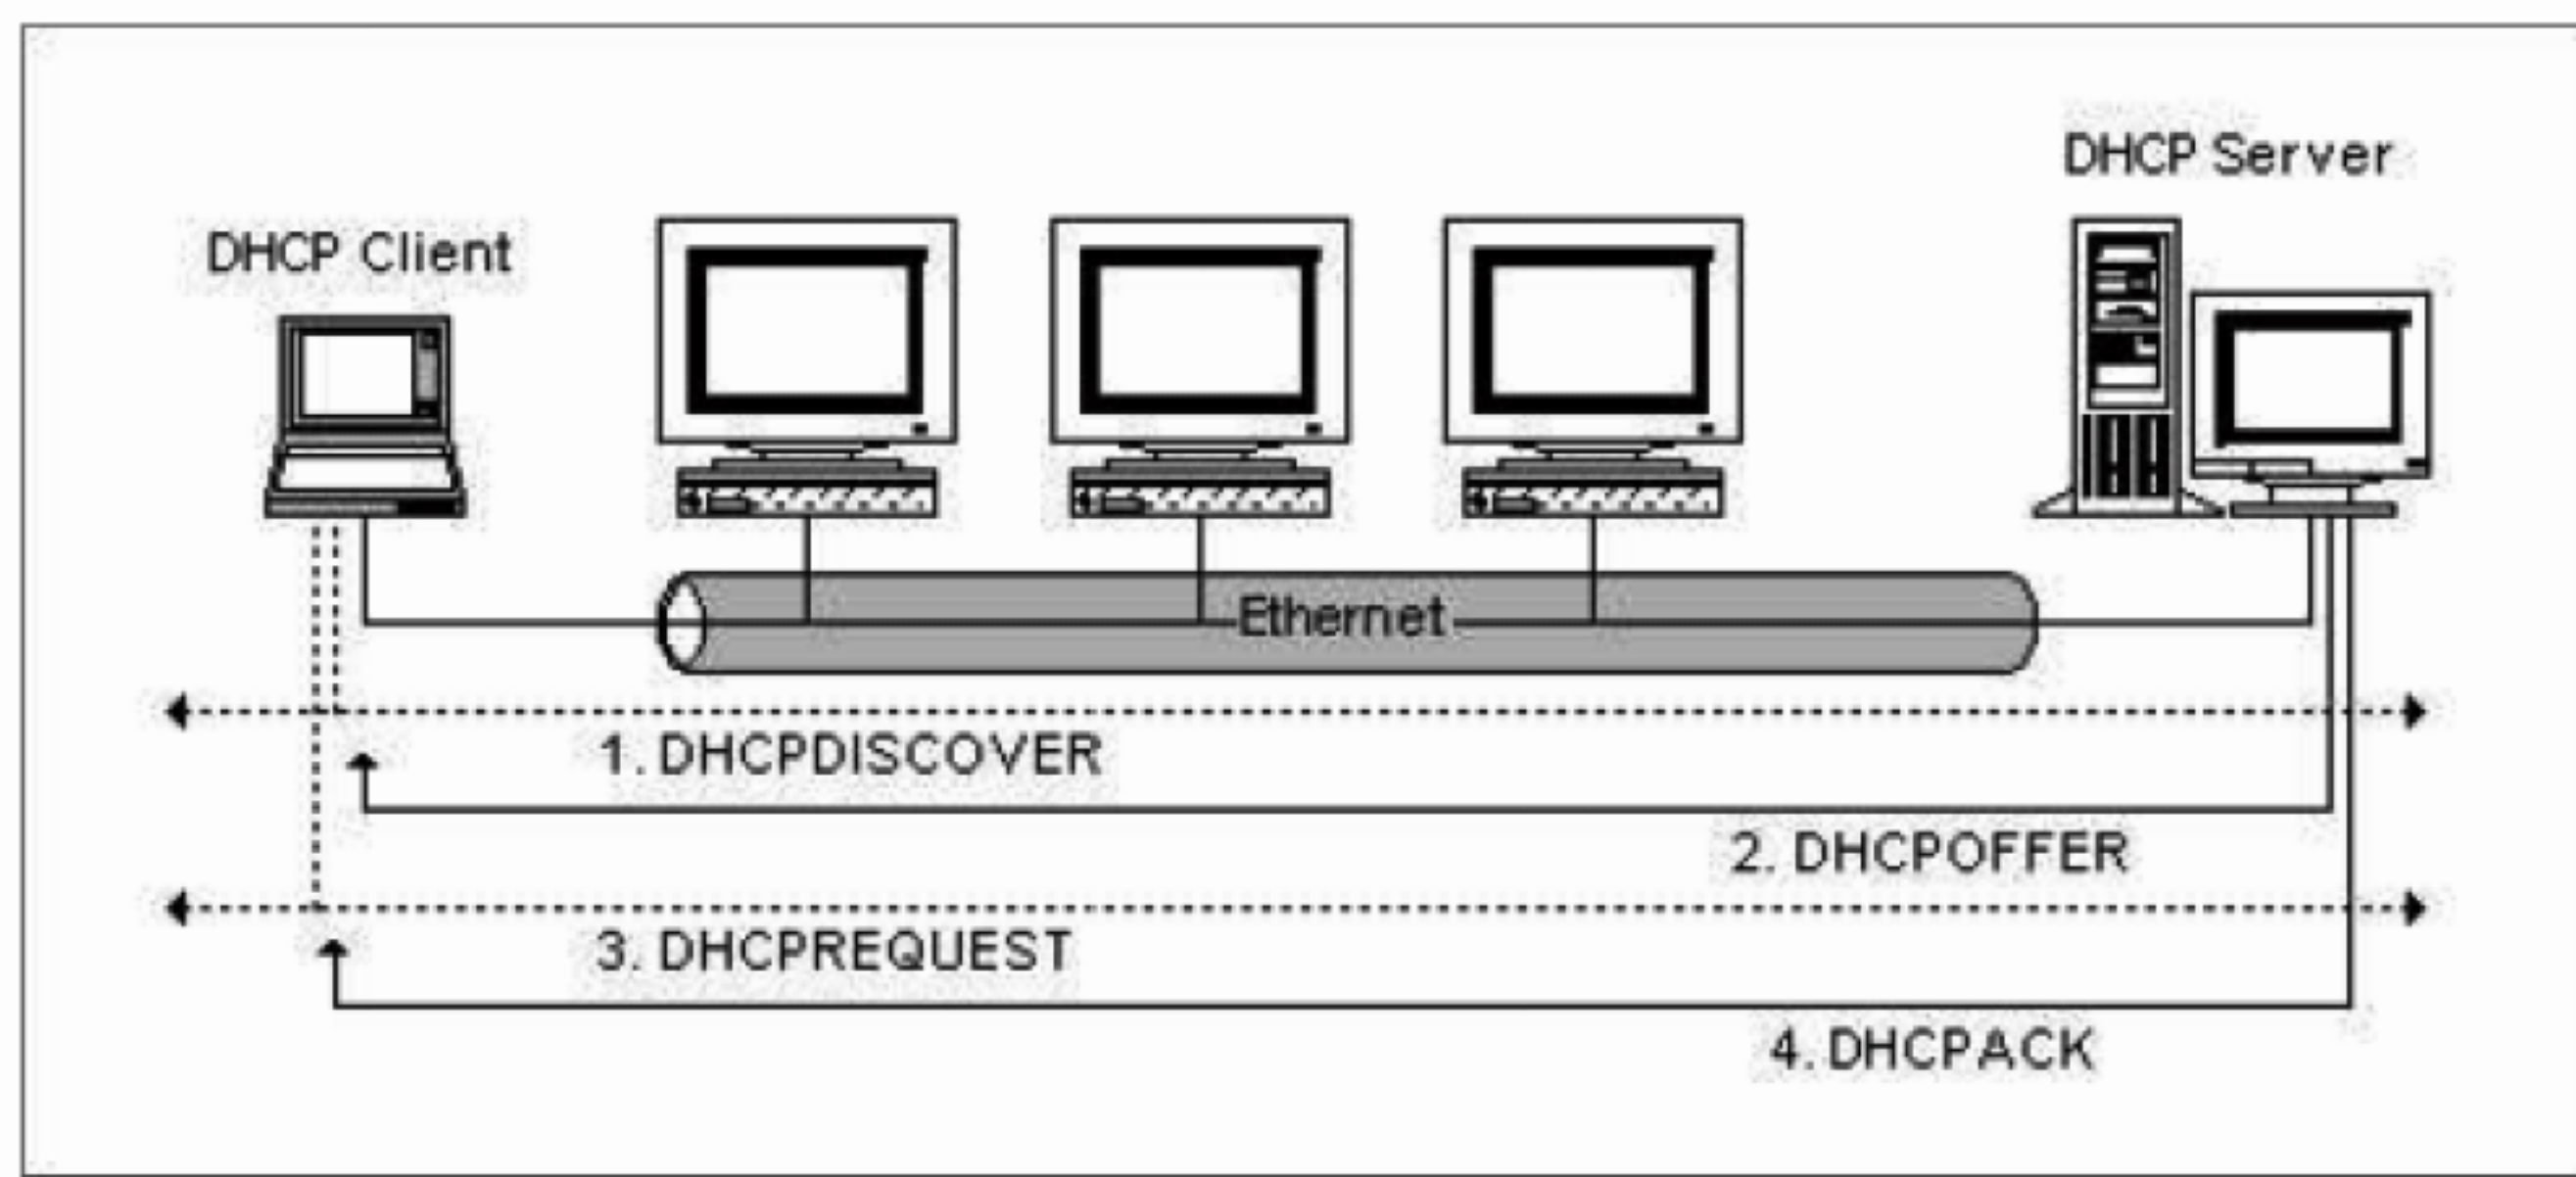 DHCP Server
DHCP Client
Ethernet
1. DHCPDISCOVER
2. DHCPOFFER
3. DHCPREQUEST
4. DHCPACK